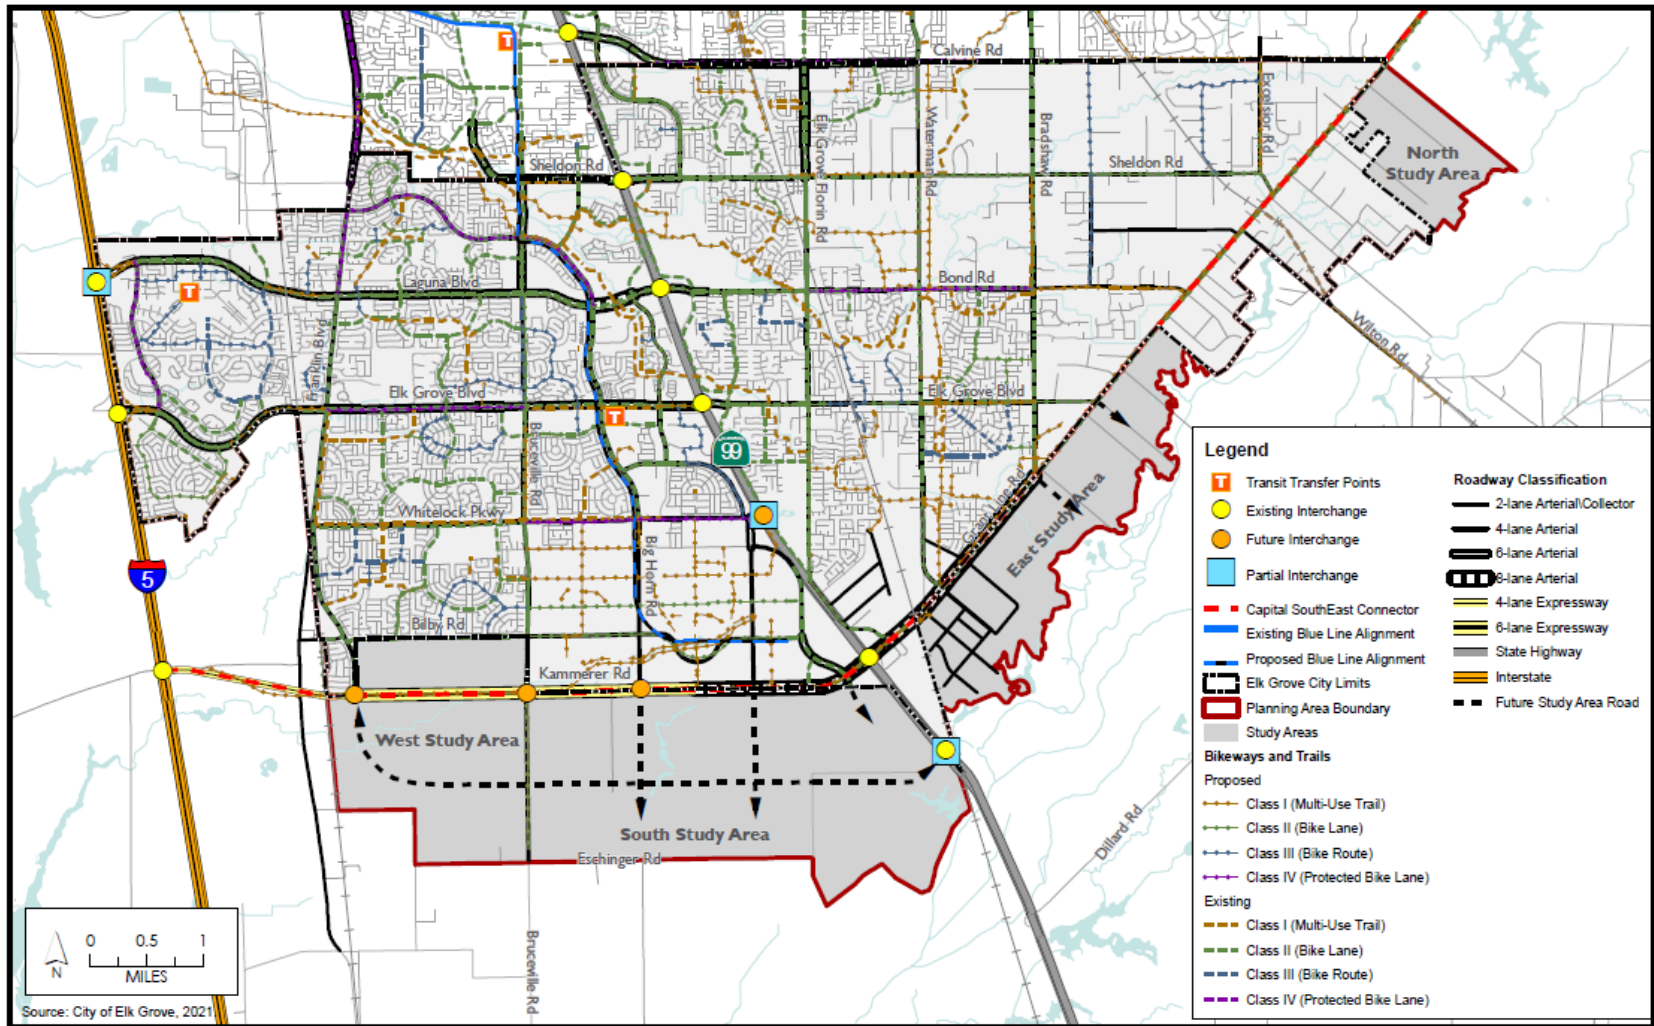 Calvine Rd
T
Elk Grove Florin Rd
Waterman Rd
Bradshaw Rd
Excelsior Rd
Sheldon Rd
Sheldon Rd
North
Study Area
Laguna Blvd
Bond Rd
T
Franklin Blvd
Wilton Rd
Elk Grove Blvd
Elk Grove Blvd
T
99
Bruceville Rd
Whitelock Pkwy
Big Horn Rd
Grant Line Rd
East Study Area
5
Bilby Rd
Kammerer Rd
West Study Area
South Study Area
Eschinger Rd
Dillard Rd
Bruceville Rd
N
0 0.5 1
MILES
Source: City of Elk Grove, 2021
Legend
T Transit Transfer Points
Existing Interchange
Future Interchange
Partial Interchange
Capital SouthEast Connector
Existing Blue Line Alignment
Proposed Blue Line Alignment
Elk Grove City Limits
Planning Area Boundary
Study Areas
Bikeways and Trails
Proposed
Class I (Multi-Use Trail)
Class II (Bike Lane)
Class III (Bike Route)
Class IV (Protected Bike Lane)
Existing
Class I (Multi-Use Trail)
Class II (Bike Lane)
Class III (Bike Route)
Class IV (Protected Bike Lane)
Roadway Classification
2-lane Arterial\Collector
4-lane Arterial
6-lane Arterial
8-lane Arterial
4-lane Expressway
6-lane Expressway
State Highway
Interstate
Future Study Area Road